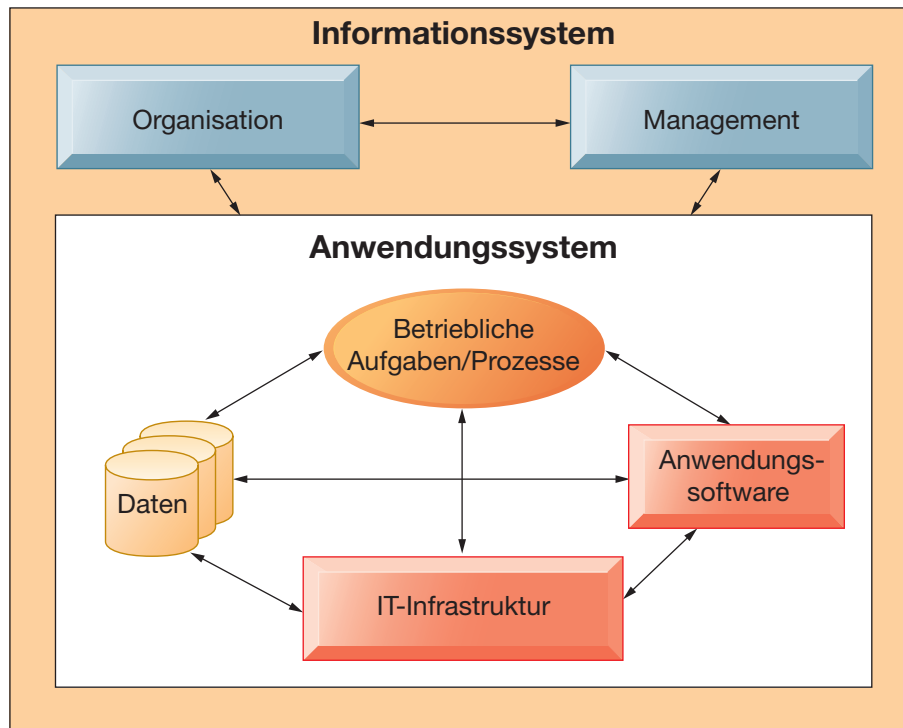 Informationssystem
Organisation
Management
Anwendungssystem
Betriebliche
Aufgaben/Prozesse
Daten
Anwendungs-
software
IT-Infrastruktur